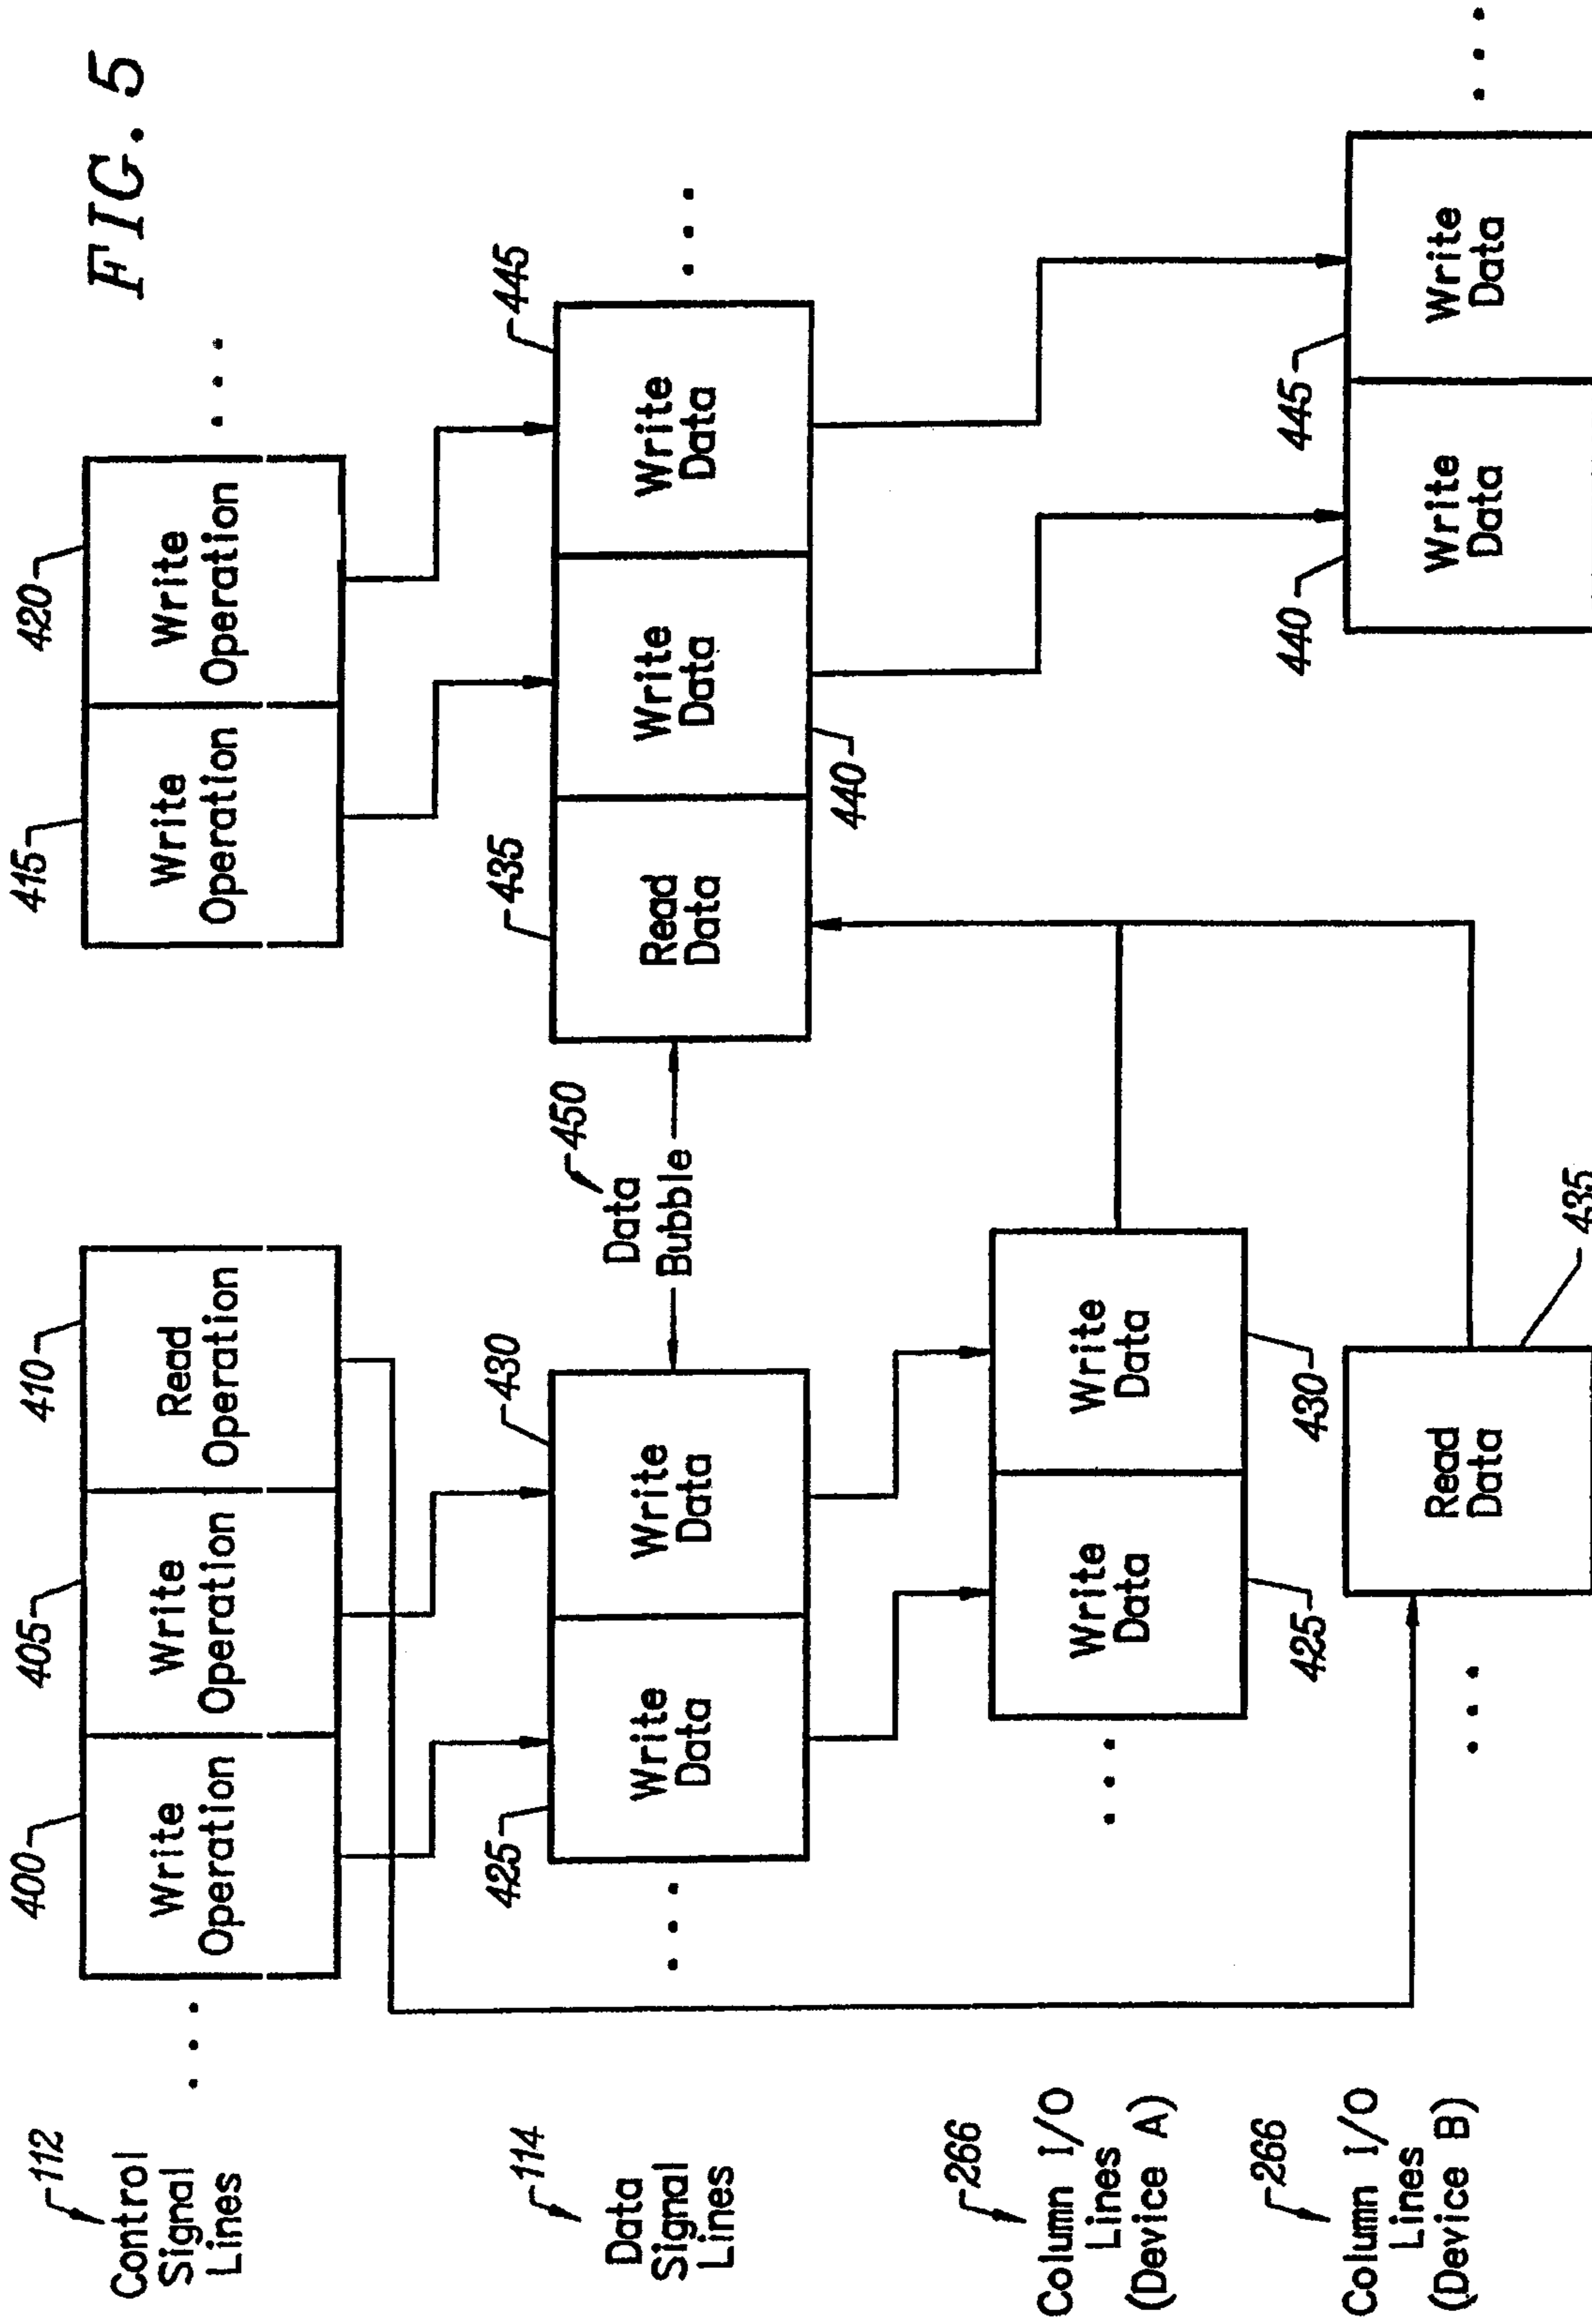 FIG. 5
112
Control
Signal
Lines
...
400
Write
Operation
405
Write
Operation
410
Read
Operation
415
Write
Operation
420
Write
Operation
...
114
Data
Signal
Lines
...
425
Write
Data
430
Write
Data
450
Data
Bubble
435
Read
Data
440
Write
Data
445
Write
Data
...
266
Column I/O
Lines
(Device A)
...
425
Write
Data
430
Write
Data
266
Column I/O
Lines
(Device B)
...
435
Read
Data
440
Write
Data
445
Write
Data
...